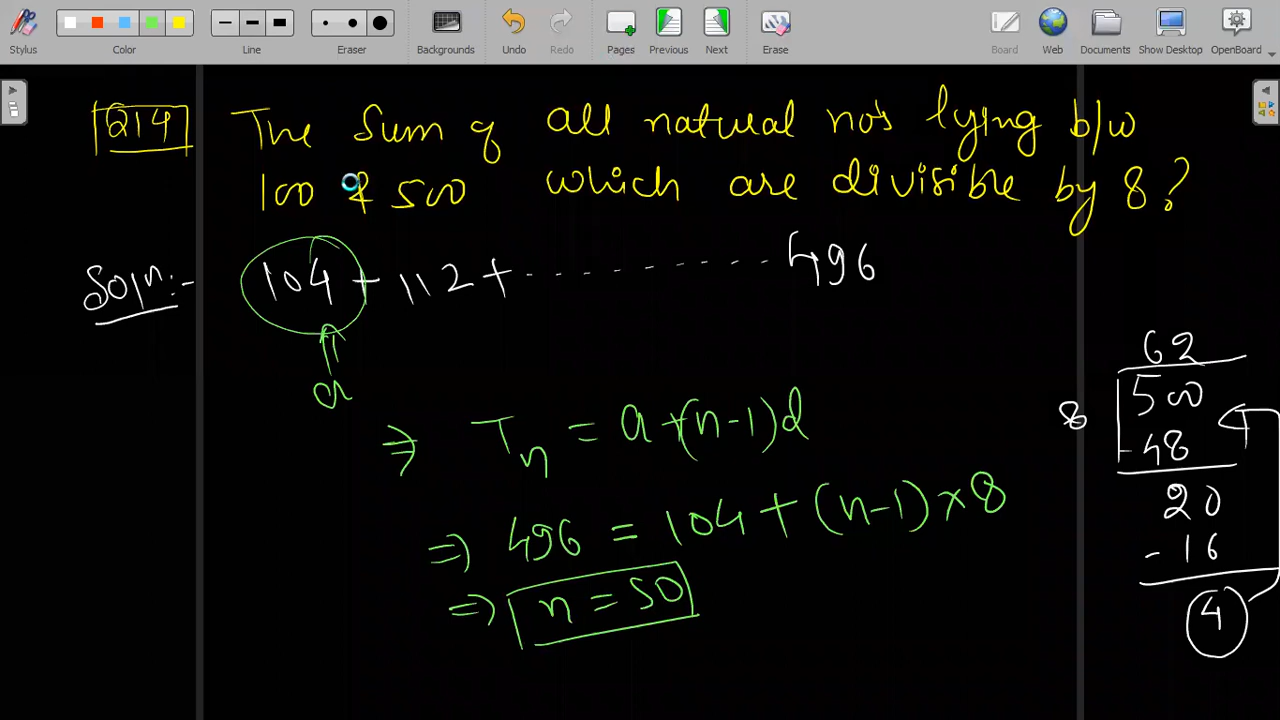 Stylus Color Line Eraser Backgrounds Undo Redo Pages Previous Next Erase Board Web Documents Show Desktop OpenBoard
Q14 The Sum of all natural no's lying b/w
100 & 500 which are divisible by 8?
Soln:- 104 + 112 + ............ 496
a
⇒ Tn = a+(n-1)d
⇒ 496 = 104 + (n-1) × 8
⇒ n = 50
62
8 500
- 48
20
- 16
4